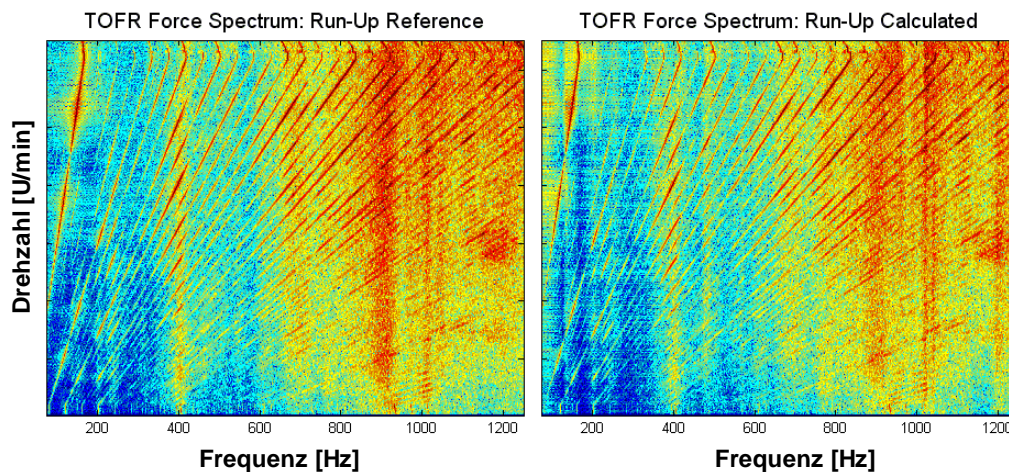 TOFR Force Spectrum: Run-Up Reference
TOFR Force Spectrum: Run-Up Calculated
Drehzahl [U/min]
200 400 600 800 1000 1200
200 400 600 800 1000 1200
Frequenz [Hz]
Frequenz [Hz]